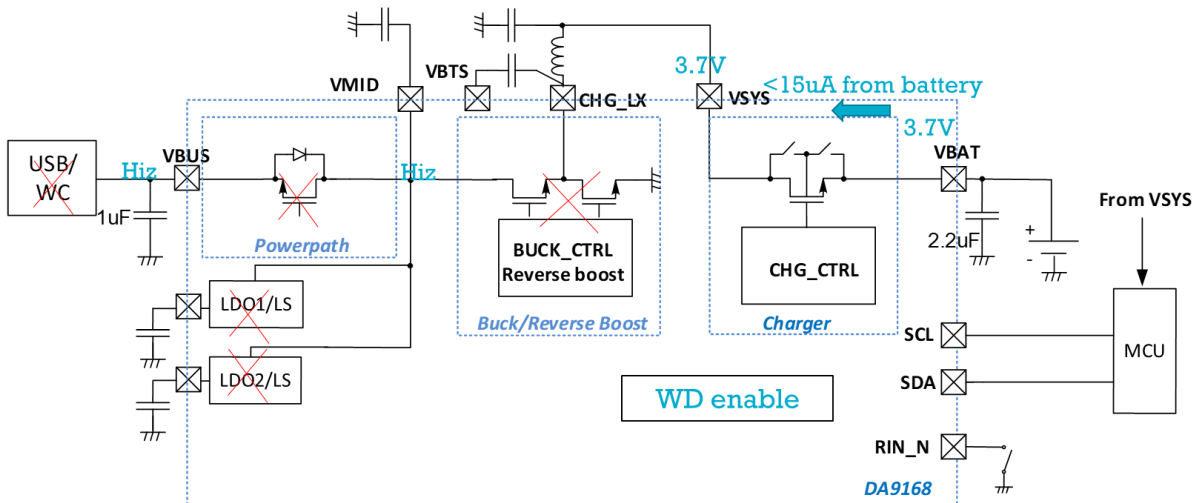 VMID
VBTS
CHG_LX
3.7V
VSYS
<15uA from battery
3.7V
VBAT
USB/
WC
Hiz
VBUS
Hiz
1uF
Powerpath
BUCK_CTRL
Reverse boost
Buck/Reverse Boost
CHG_CTRL
Charger
2.2uF
+
-
From VSYS
LDO1/LS
LDO2/LS
SCL
SDA
MCU
WD enable
RIN_N
DA9168